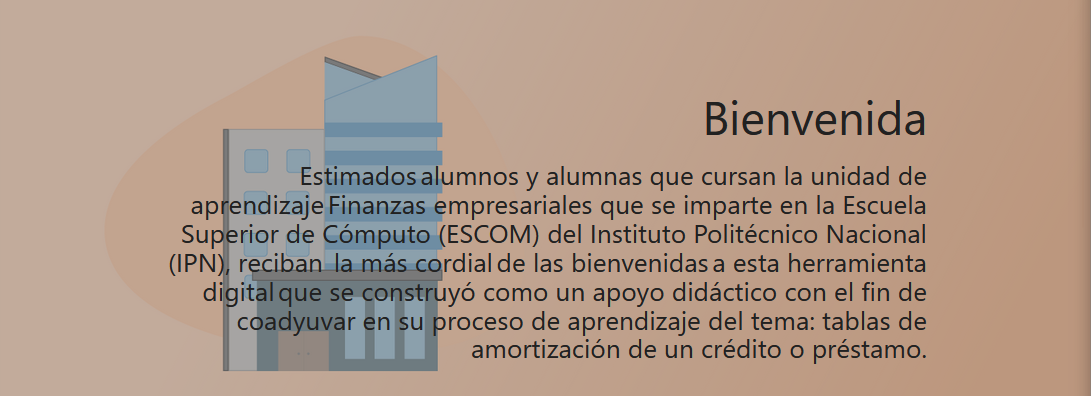 Bienvenida
Estimados alumnos y alumnas que cursan la unidad de
aprendizaje Finanzas empresariales que se imparte en la Escuela
Superior de Cómputo (ESCOM) del Instituto Politécnico Nacional
(IPN), reciban la más cordial de las bienvenidas a esta herramienta
digital que se construyó como un apoyo didáctico con el fin de
coadyuvar en su proceso de aprendizaje del tema: tablas de
amortización de un crédito o préstamo.